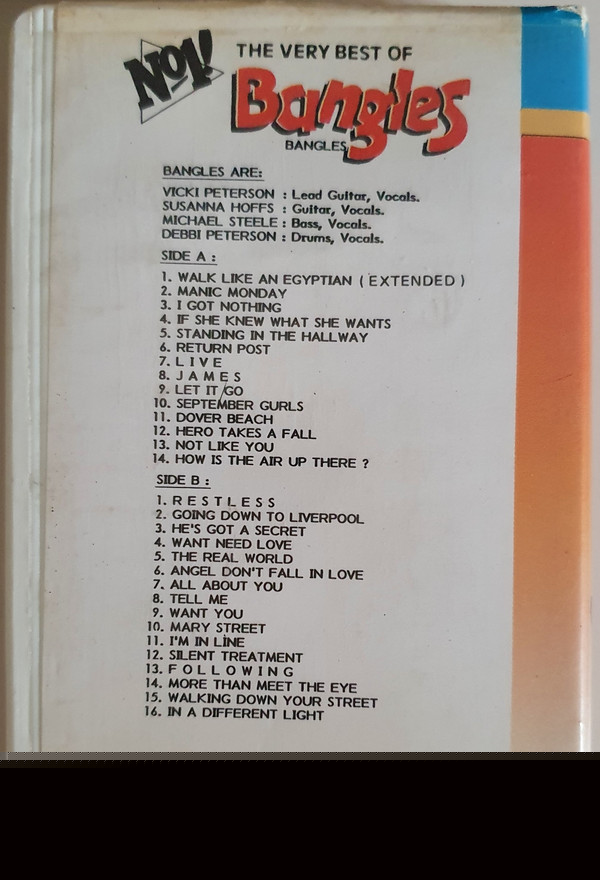 No1! THE VERY BEST OF
Bangles
BANGLES
BANGLES ARE:
VICKI PETERSON : Lead Guitar, Vocals.
SUSANNA HOFFS : Guitar, Vocals.
MICHAEL STEELE : Bass, Vocals.
DEBBI PETERSON : Drums, Vocals.
SIDE A :
1. WALK LIKE AN EGYPTIAN ( EXTENDED )
2. MANIC MONDAY
3. I GOT NOTHING
4. IF SHE KNEW WHAT SHE WANTS
5. STANDING IN THE HALLWAY
6. RETURN POST
7. L I V E
8. J A M E S
9. LET IT GO
10. SEPTEMBER GURLS
11. DOVER BEACH
12. HERO TAKES A FALL
13. NOT LIKE YOU
14. HOW IS THE AIR UP THERE ?
SIDE B :
1. R E S T L E S S
2. GOING DOWN TO LIVERPOOL
3. HE'S GOT A SECRET
4. WANT NEED LOVE
5. THE REAL WORLD
6. ANGEL DON'T FALL IN LOVE
7. ALL ABOUT YOU
8. TELL ME
9. WANT YOU
10. MARY STREET
11. I'M IN LINE
12. SILENT TREATMENT
13. F O L L O W I N G
14. MORE THAN MEET THE EYE
15. WALKING DOWN YOUR STREET
16. IN A DIFFERENT LIGHT